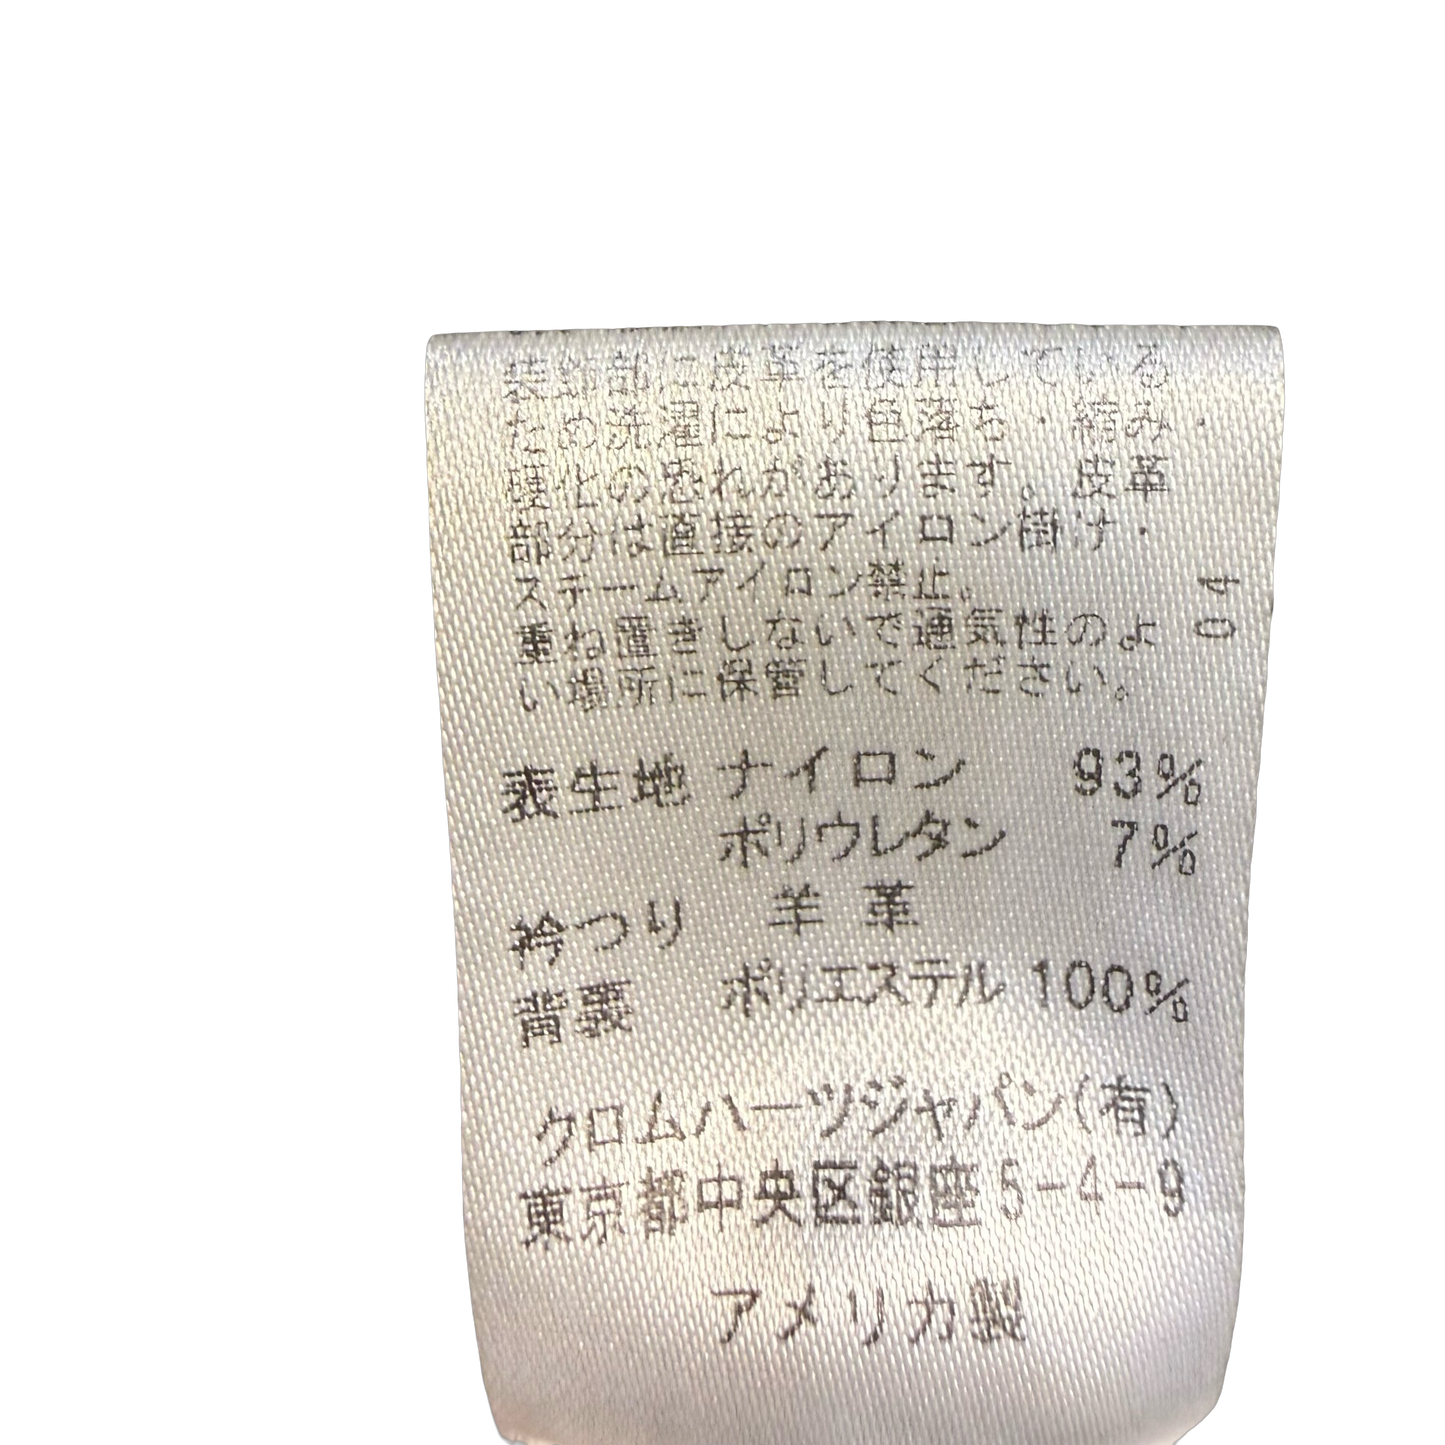 装飾部に皮革を使用している
ため洗濯により色落ち・縮み・
硬化の恐れがあります。皮革
部分は直接のアイロン掛け・
スチームアイロン禁止。
重ね置きしないで通気性のよ
い場所に保管してください。
04
表生地 ナイロン 93%
ポリウレタン 7%
衿つり 羊革
背裏 ポリエステル 100%
クロムハーツジャパン(有)
東京都中央区銀座5-4-9
アメリカ製